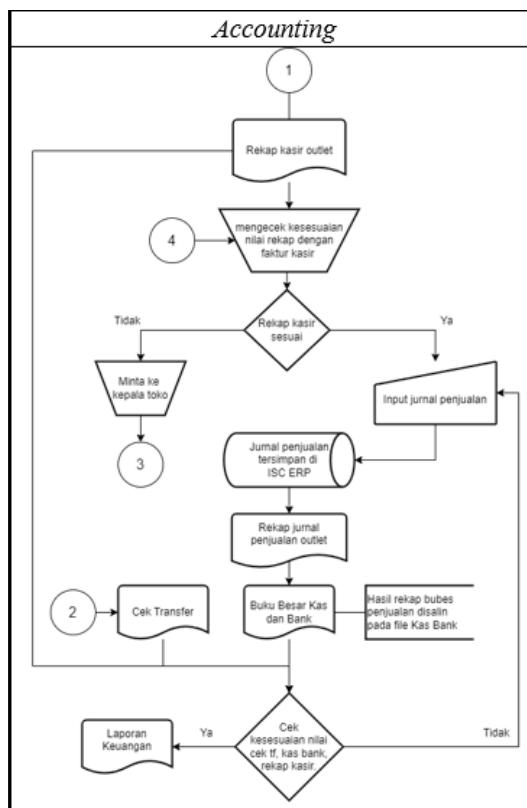 Accounting
1
Rekap kasir outlet
4
mengecek kesesuaian
nilai rekap dengan
faktur kasir
Tidak
Rekap kasir
sesuai
Ya
Minta ke
kepala toko
Input jurnal penjualan
3
Jurnal penjualan
tersimpan di
ISC ERP
Rekap jurnal
penjualan outlet
2
Cek Transfer
Buku Besar Kas
dan Bank
Hasil rekap bubes
penjualan disalin
pada file Kas Bank
Laporan
Keuangan
Ya
Cek
kesesuaian nilai
cek tf, kas bank,
rekap kasir.
Tidak